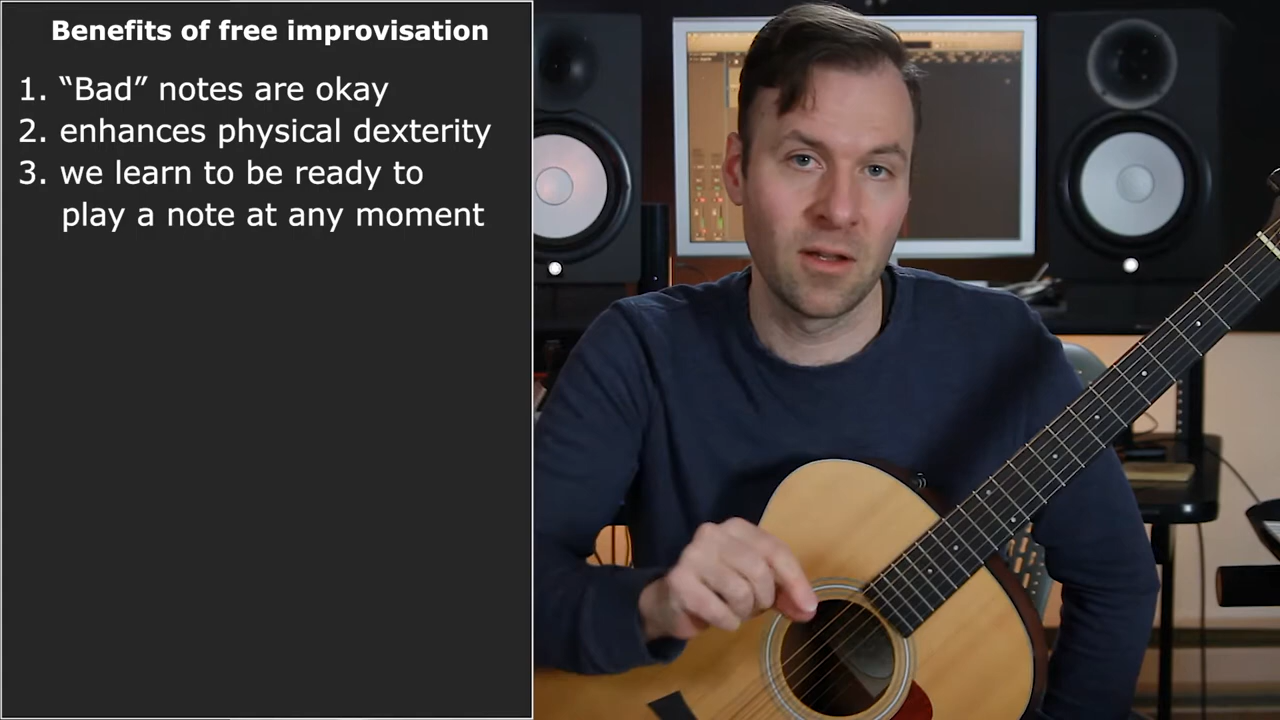 Benefits of free improvisation
1. “Bad” notes are okay
2. enhances physical dexterity
3. we learn to be ready to
play a note at any moment